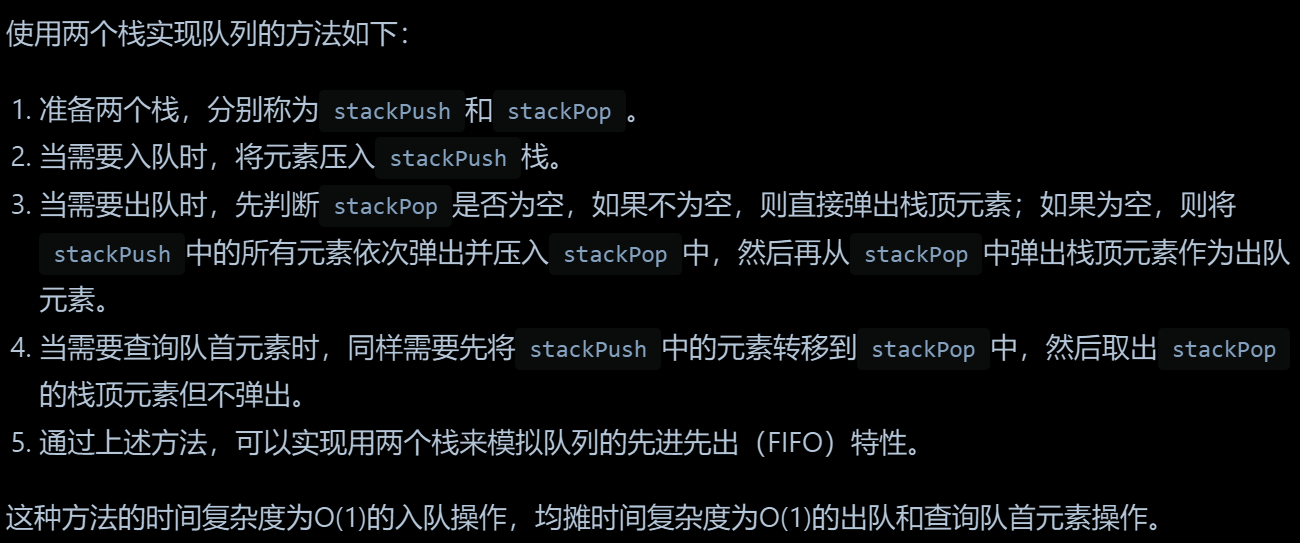 使用两个栈实现队列的方法如下：
1. 准备两个栈，分别称为 stackPush 和 stackPop 。
2. 当需要入队时，将元素压入 stackPush 栈。
3. 当需要出队时，先判断 stackPop 是否为空，如果不为空，则直接弹出栈顶元素；如果为空，则将
stackPush 中的所有元素依次弹出并压入 stackPop 中，然后再从 stackPop 中弹出栈顶元素作为出队
元素。
4. 当需要查询队首元素时，同样需要先将 stackPush 中的元素转移到 stackPop 中，然后取出 stackPop
的栈顶元素但不弹出。
5. 通过上述方法，可以实现用两个栈来模拟队列的先进先出（FIFO）特性。
这种方法的时间复杂度为O(1)的入队操作，均摊时间复杂度为O(1)的出队和查询队首元素操作。